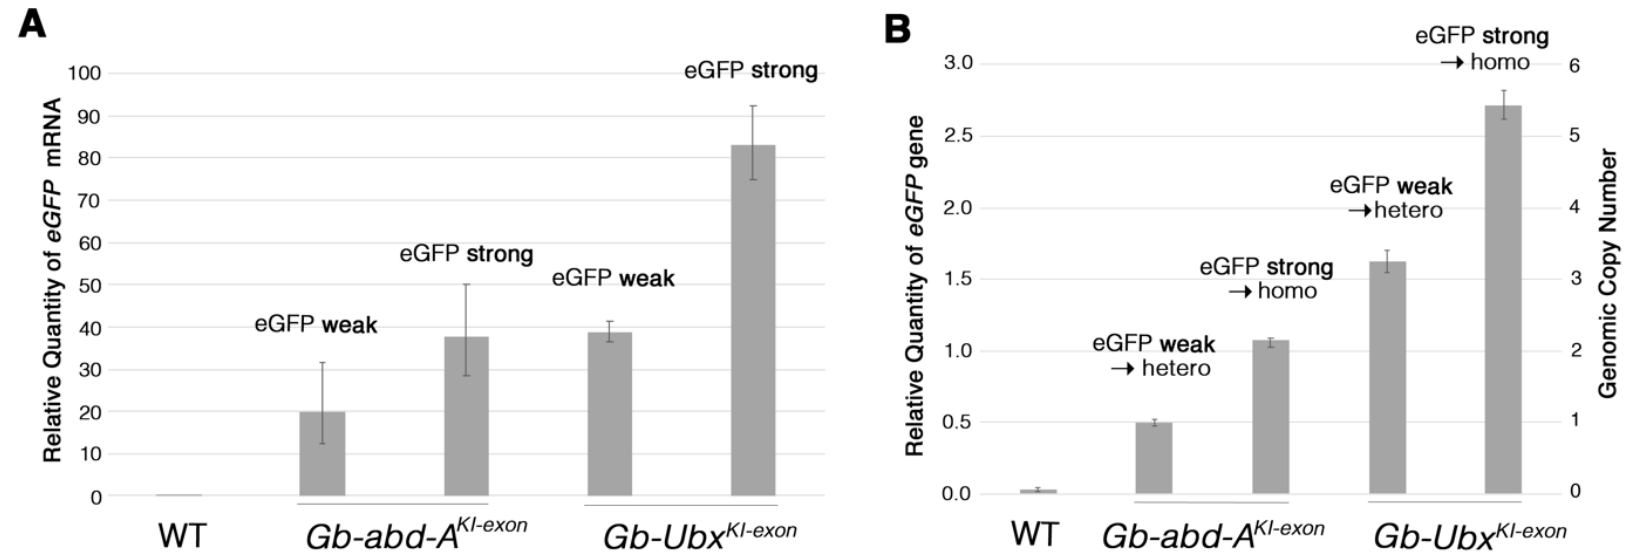 A
Relative Quantity of eGFP mRNA
100
90
80
70
60
50
40
30
20
10
0
eGFP weak
eGFP strong
eGFP weak
eGFP strong
WT
Gb-abd-A^KI-exon
Gb-Ubx^KI-exon
B
Relative Quantity of eGFP gene
3.0
2.5
2.0
1.5
1.0
0.5
0.0
eGFP weak
→ hetero
eGFP strong
→ homo
eGFP weak
→hetero
eGFP strong
→ homo
6
5
4
3
2
1
0
Genomic Copy Number
WT
Gb-abd-A^KI-exon
Gb-Ubx^KI-exon